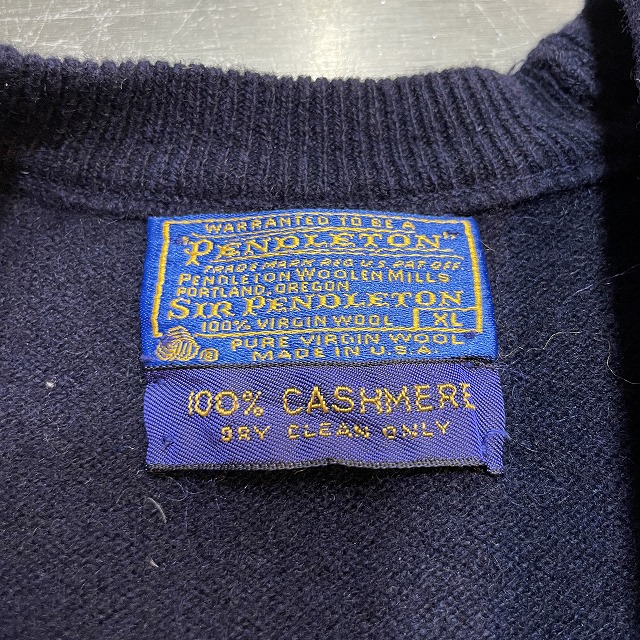 WARRANTED TO BE A
"PENDLETON"
TRADE MARK REG. U.S. PAT. OFF.
PENDLETON WOOLEN MILLS
PORTLAND, OREGON
SIR PENDLETON
100% VIRGIN WOOL XL
PURE VIRGIN WOOL
MADE IN U.S.A.
100% CASHMERE
DRY CLEAN ONLY